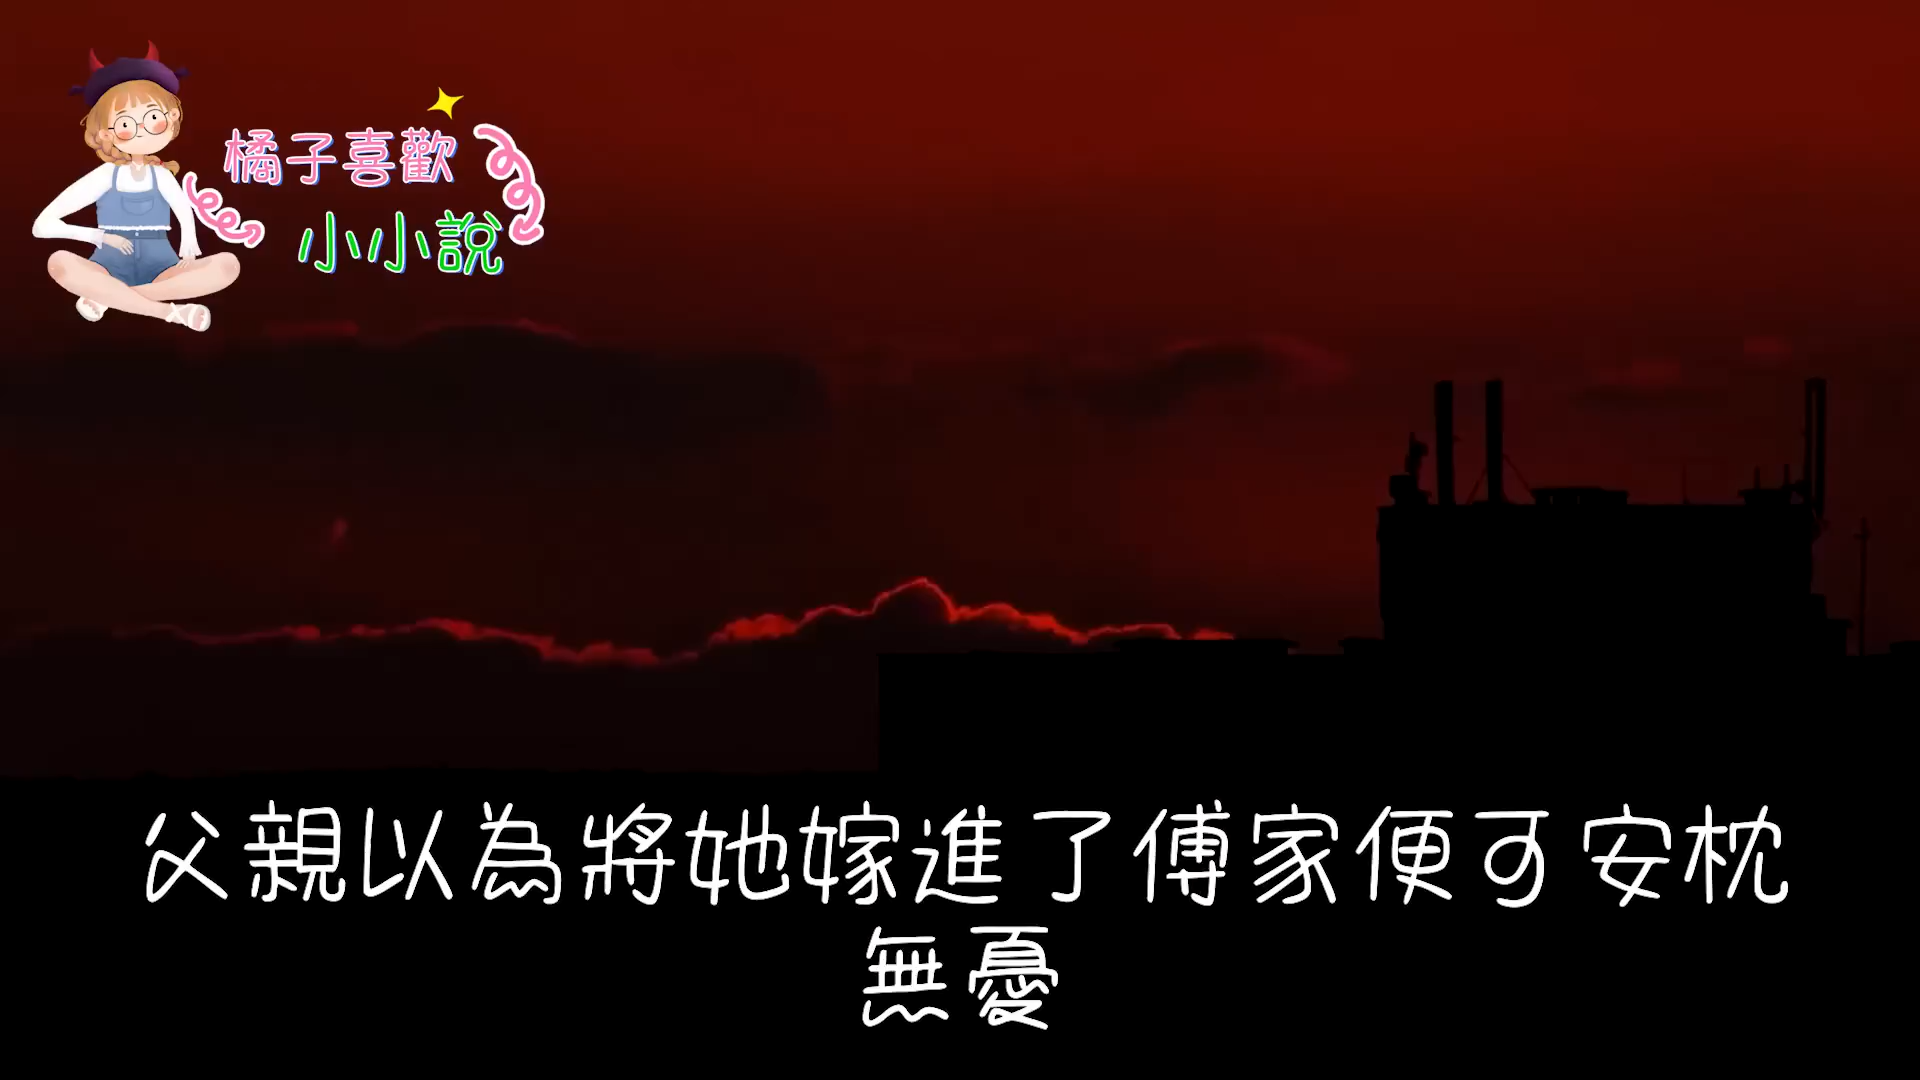 橘子喜歡
小小說
父親以為將她嫁進了傅家便可安枕
無憂